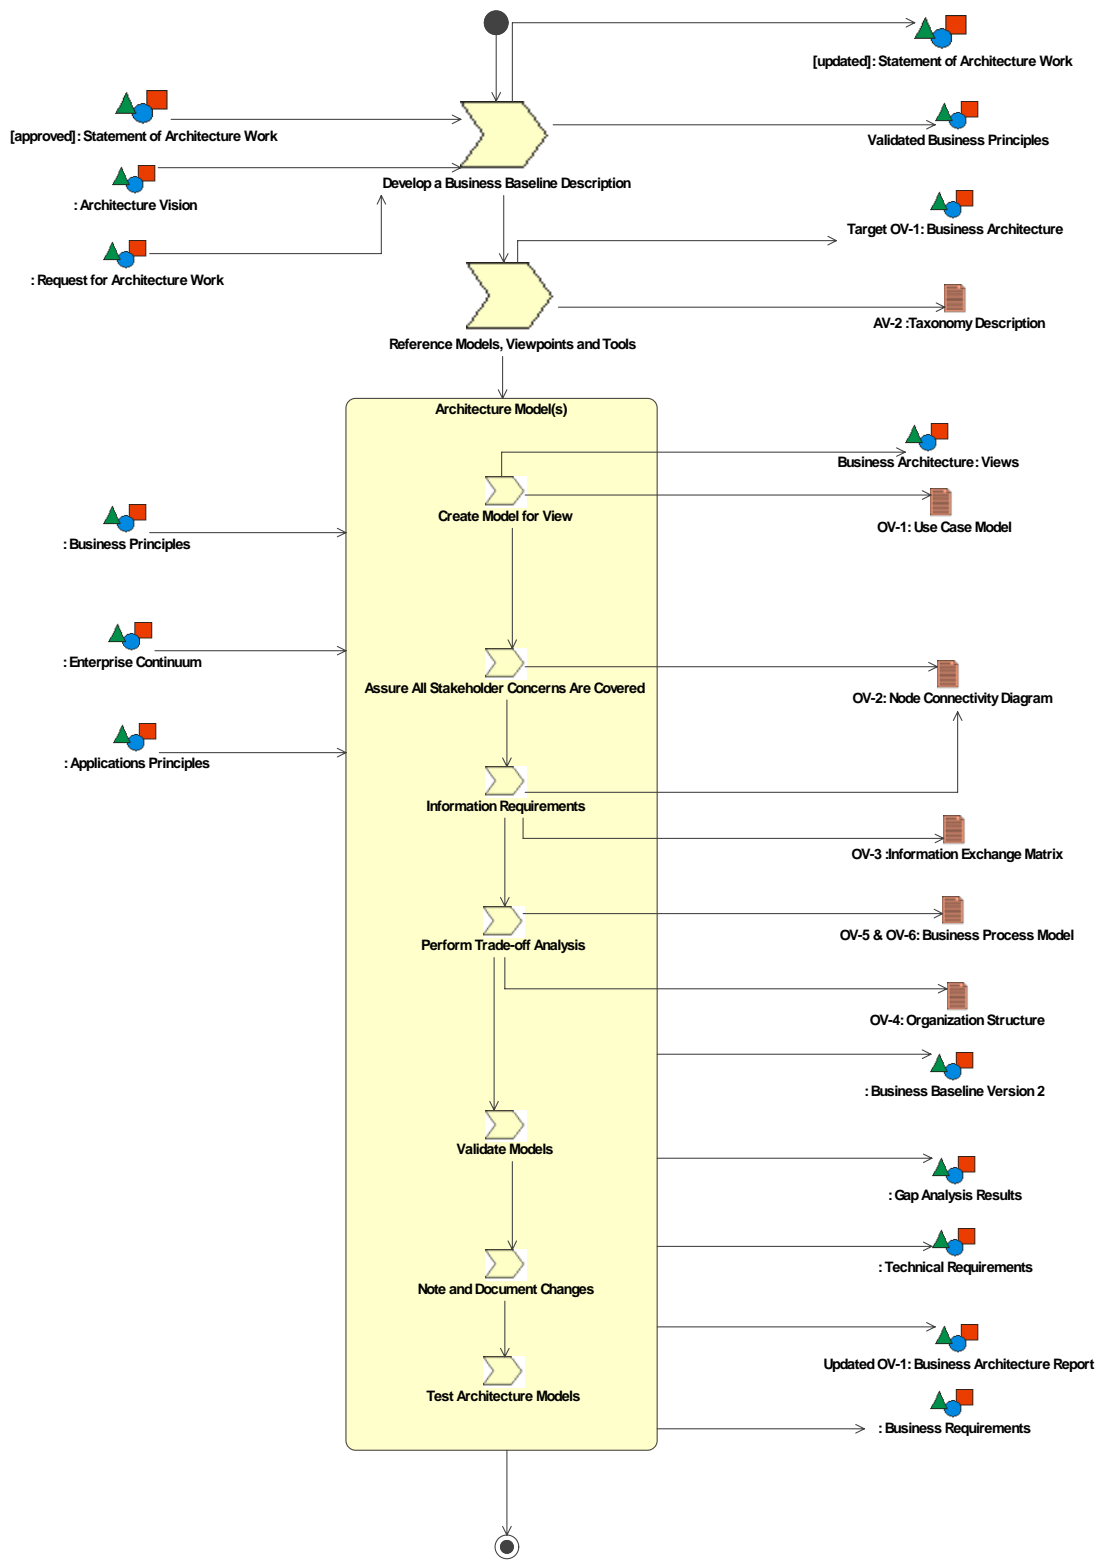 [updated]: Statement of Architecture Work
[approved]: Statement of Architecture Work
Validated Business Principles
Develop a Business Baseline Description
: Architecture Vision
Target OV-1: Business Architecture
: Request for Architecture Work
AV-2 :Taxonomy Description
Reference Models, Viewpoints and Tools
Architecture Model(s)
Business Architecture: Views
Create Model for View
OV-1: Use Case Model
: Business Principles
: Enterprise Continuum
Assure All Stakeholder Concerns Are Covered
OV-2: Node Connectivity Diagram
: Applications Principles
Information Requirements
OV-3 :Information Exchange Matrix
OV-5 & OV-6: Business Process Model
Perform Trade-off Analysis
OV-4: Organization Structure
: Business Baseline Version 2
Validate Models
: Gap Analysis Results
: Technical Requirements
Note and Document Changes
Updated OV-1: Business Architecture Report
Test Architecture Models
: Business Requirements